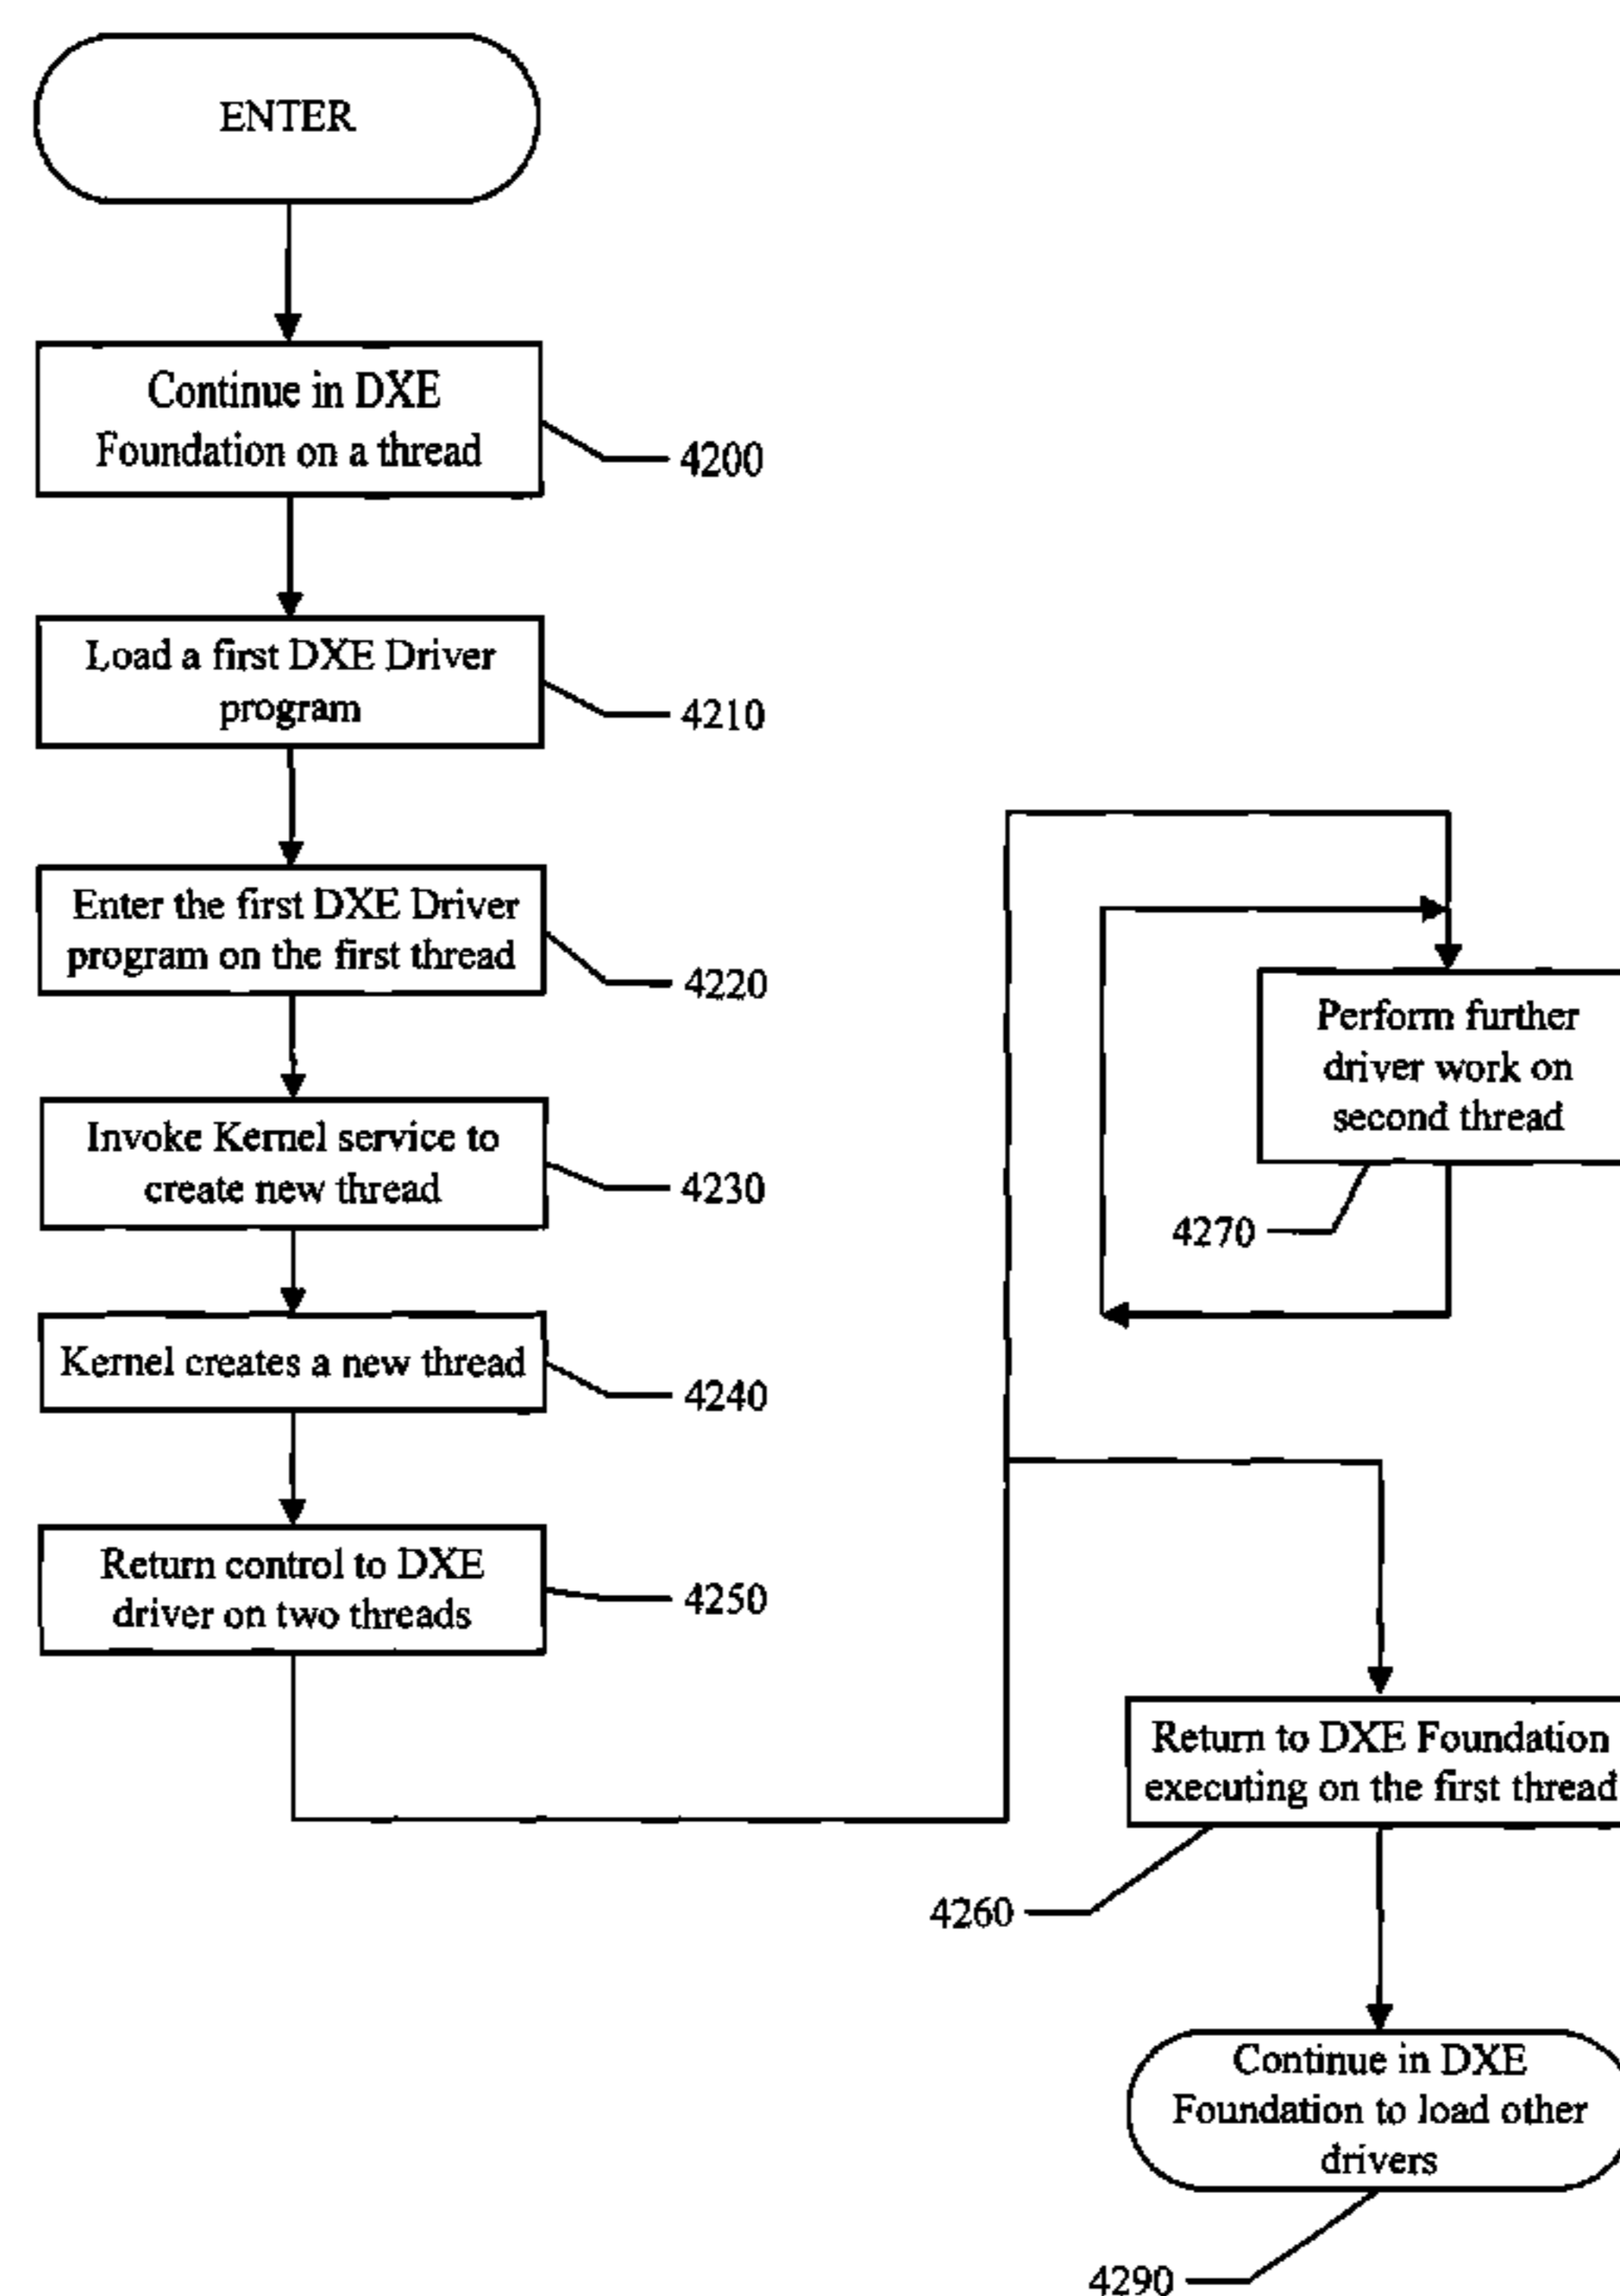 ENTER
Continue in DXE
Foundation on a thread
4200
Load a first DXE Driver
program
4210
Enter the first DXE Driver
program on the first thread
4220
Invoke Kernel service to
create new thread
4230
Kernel creates a new thread
4240
Return control to DXE
driver on two threads
4250
Perform further
driver work on
second thread
4270
Return to DXE Foundation
executing on the first thread
4260
Continue in DXE
Foundation to load other
drivers
4290